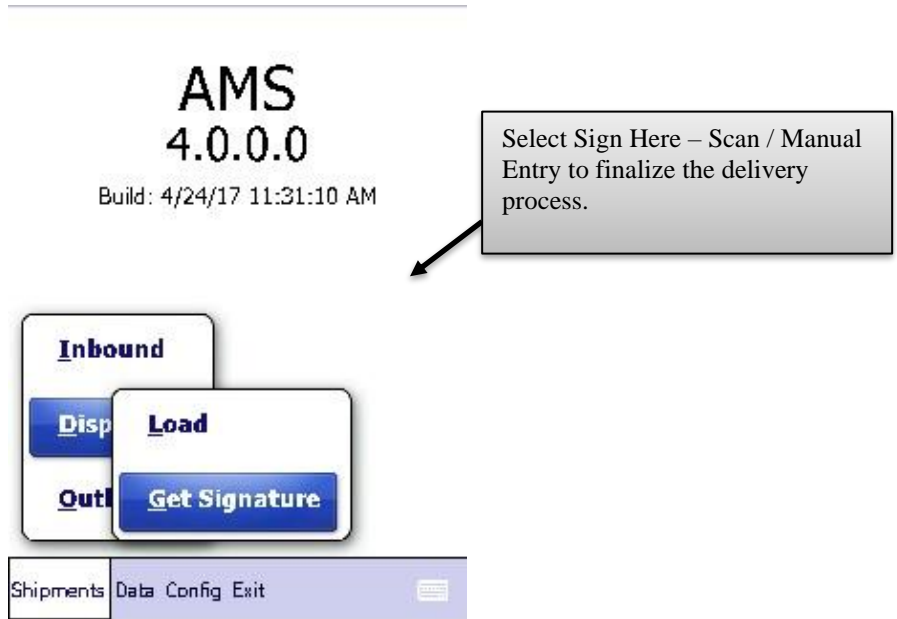 AMS
4.0.0.0
Build: 4/24/17 11:31:10 AM
Select Sign Here – Scan / Manual
Entry to finalize the delivery
process.
Inbound
Disp
Load
Get Signature
Shipments Data Config Exit